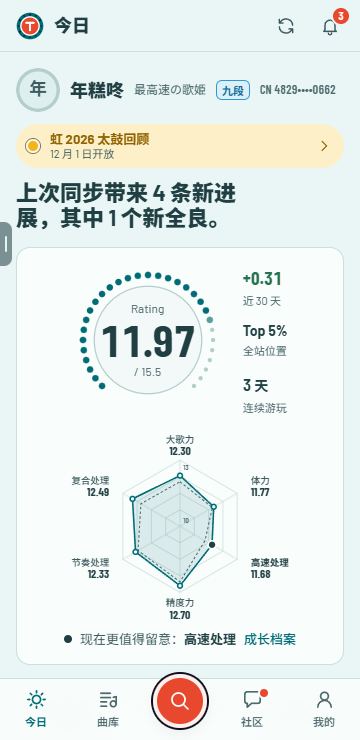 今日
3
年
年糕咚
最高速の歌姫
九段
CN 4829••••0662
虹 2026 太鼓回顾
12 月 1 日开放
上次同步带来 4 条新进
展，其中 1 个新全良。
Rating
11.97
/ 15.5
+0.31
近 30 天
Top 5%
全站位置
3 天
连续游玩
大歌力
12.30
13
复合处理
12.49
体力
11.77
10
节奏处理
12.33
高速处理
11.68
精度力
12.70
现在更值得留意：高速处理 成长档案
今日
曲库
社区
我的